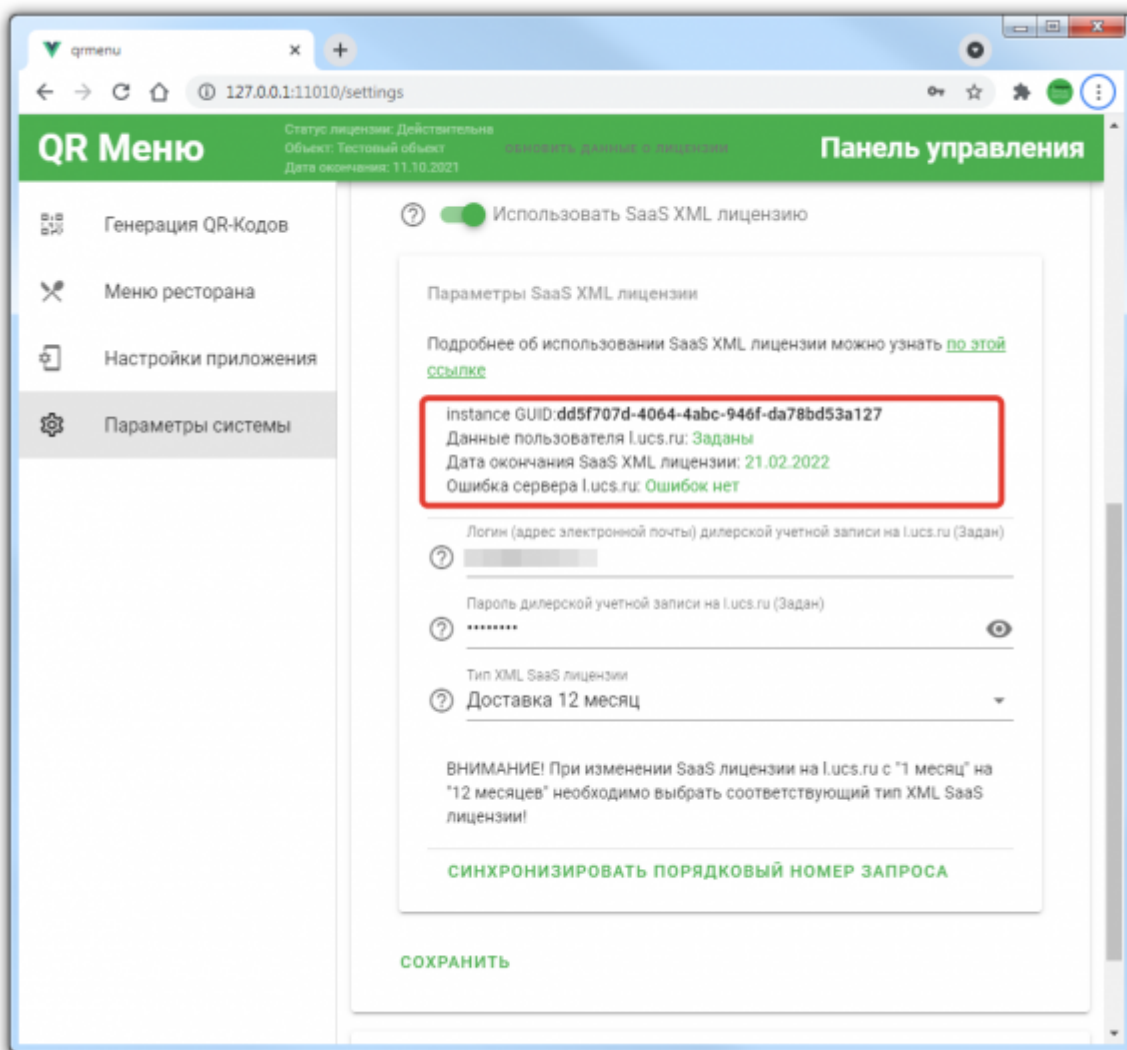 qrmenu
127.0.0.1:11010/settings
QR Меню
Статус лицензии: Действительна
Объект: Тестовый объект
Дата окончания: 11.10.2021
ОБНОВИТЬ ДАННЫЕ О ЛИЦЕНЗИИ
Панель управления
Генерация QR-Кодов
Меню ресторана
Настройки приложения
Параметры системы
Использовать SaaS XML лицензию
Параметры SaaS XML лицензии
Подробнее об использовании SaaS XML лицензии можно узнать по этой
ссылке
instance GUID:dd5f707d-4064-4abc-946f-da78bd53a127
Данные пользователя l.ucs.ru: Заданы
Дата окончания SaaS XML лицензии: 21.02.2022
Ошибка сервера l.ucs.ru: Ошибок нет
Логин (адрес электронной почты) дилерской учетной записи на l.ucs.ru (Задан)
Пароль дилерской учетной записи на l.ucs.ru (Задан)
Тип XML SaaS лицензии
Доставка 12 месяц
ВНИМАНИЕ! При изменении SaaS лицензии на l.ucs.ru с "1 месяц" на
"12 месяцев" необходимо выбрать соответствующий тип XML SaaS
лицензии!
СИНХРОНИЗИРОВАТЬ ПОРЯДКОВЫЙ НОМЕР ЗАПРОСА
СОХРАНИТЬ